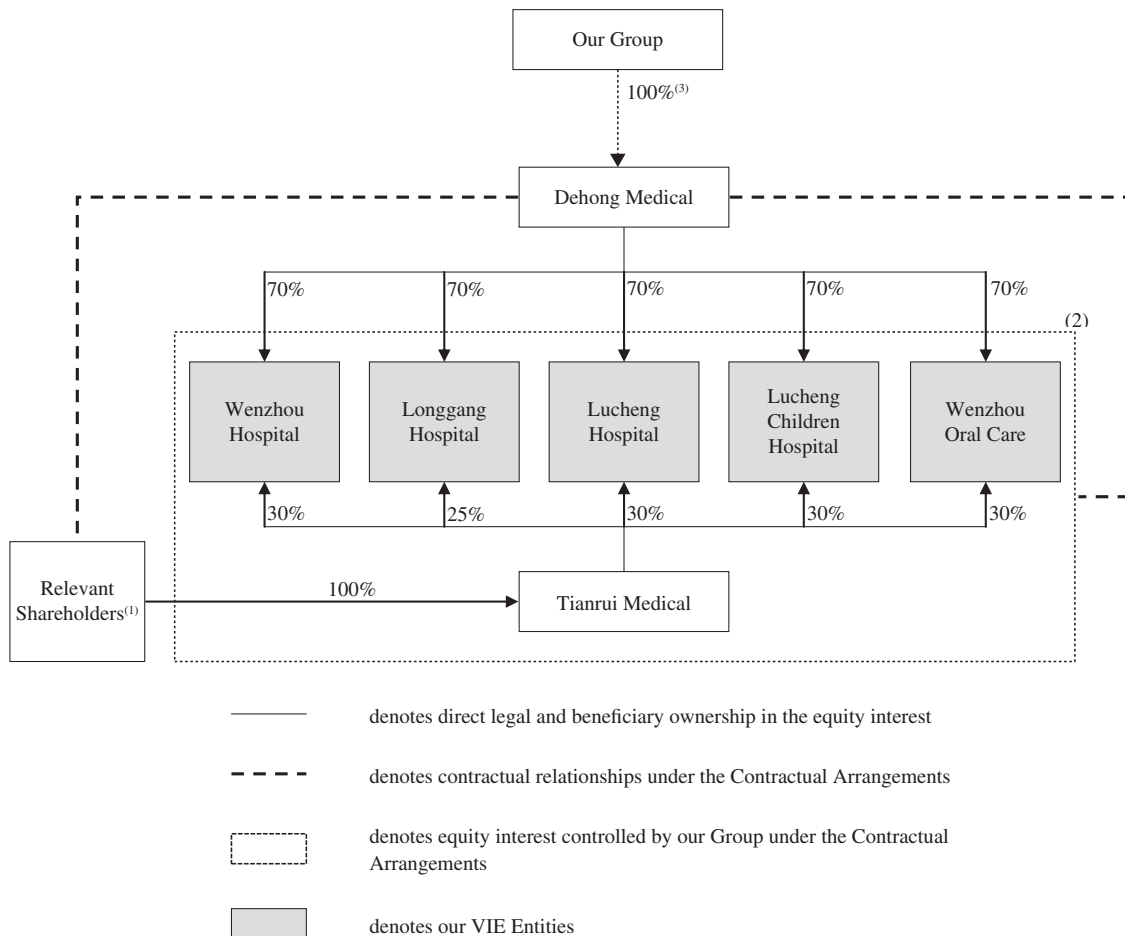 Our Group
100%(3)
Dehong Medical
70%
70%
70%
70%
70%
(2)
Wenzhou
Hospital
Longgang
Hospital
Lucheng
Hospital
Lucheng
Children
Hospital
Wenzhou
Oral Care
30%
25%
30%
30%
30%
Relevant
Shareholders(1)
100%
Tianrui Medical
denotes direct legal and beneficiary ownership in the equity interest
denotes contractual relationships under the Contractual Arrangements
denotes equity interest controlled by our Group under the Contractual
Arrangements
denotes our VIE Entities